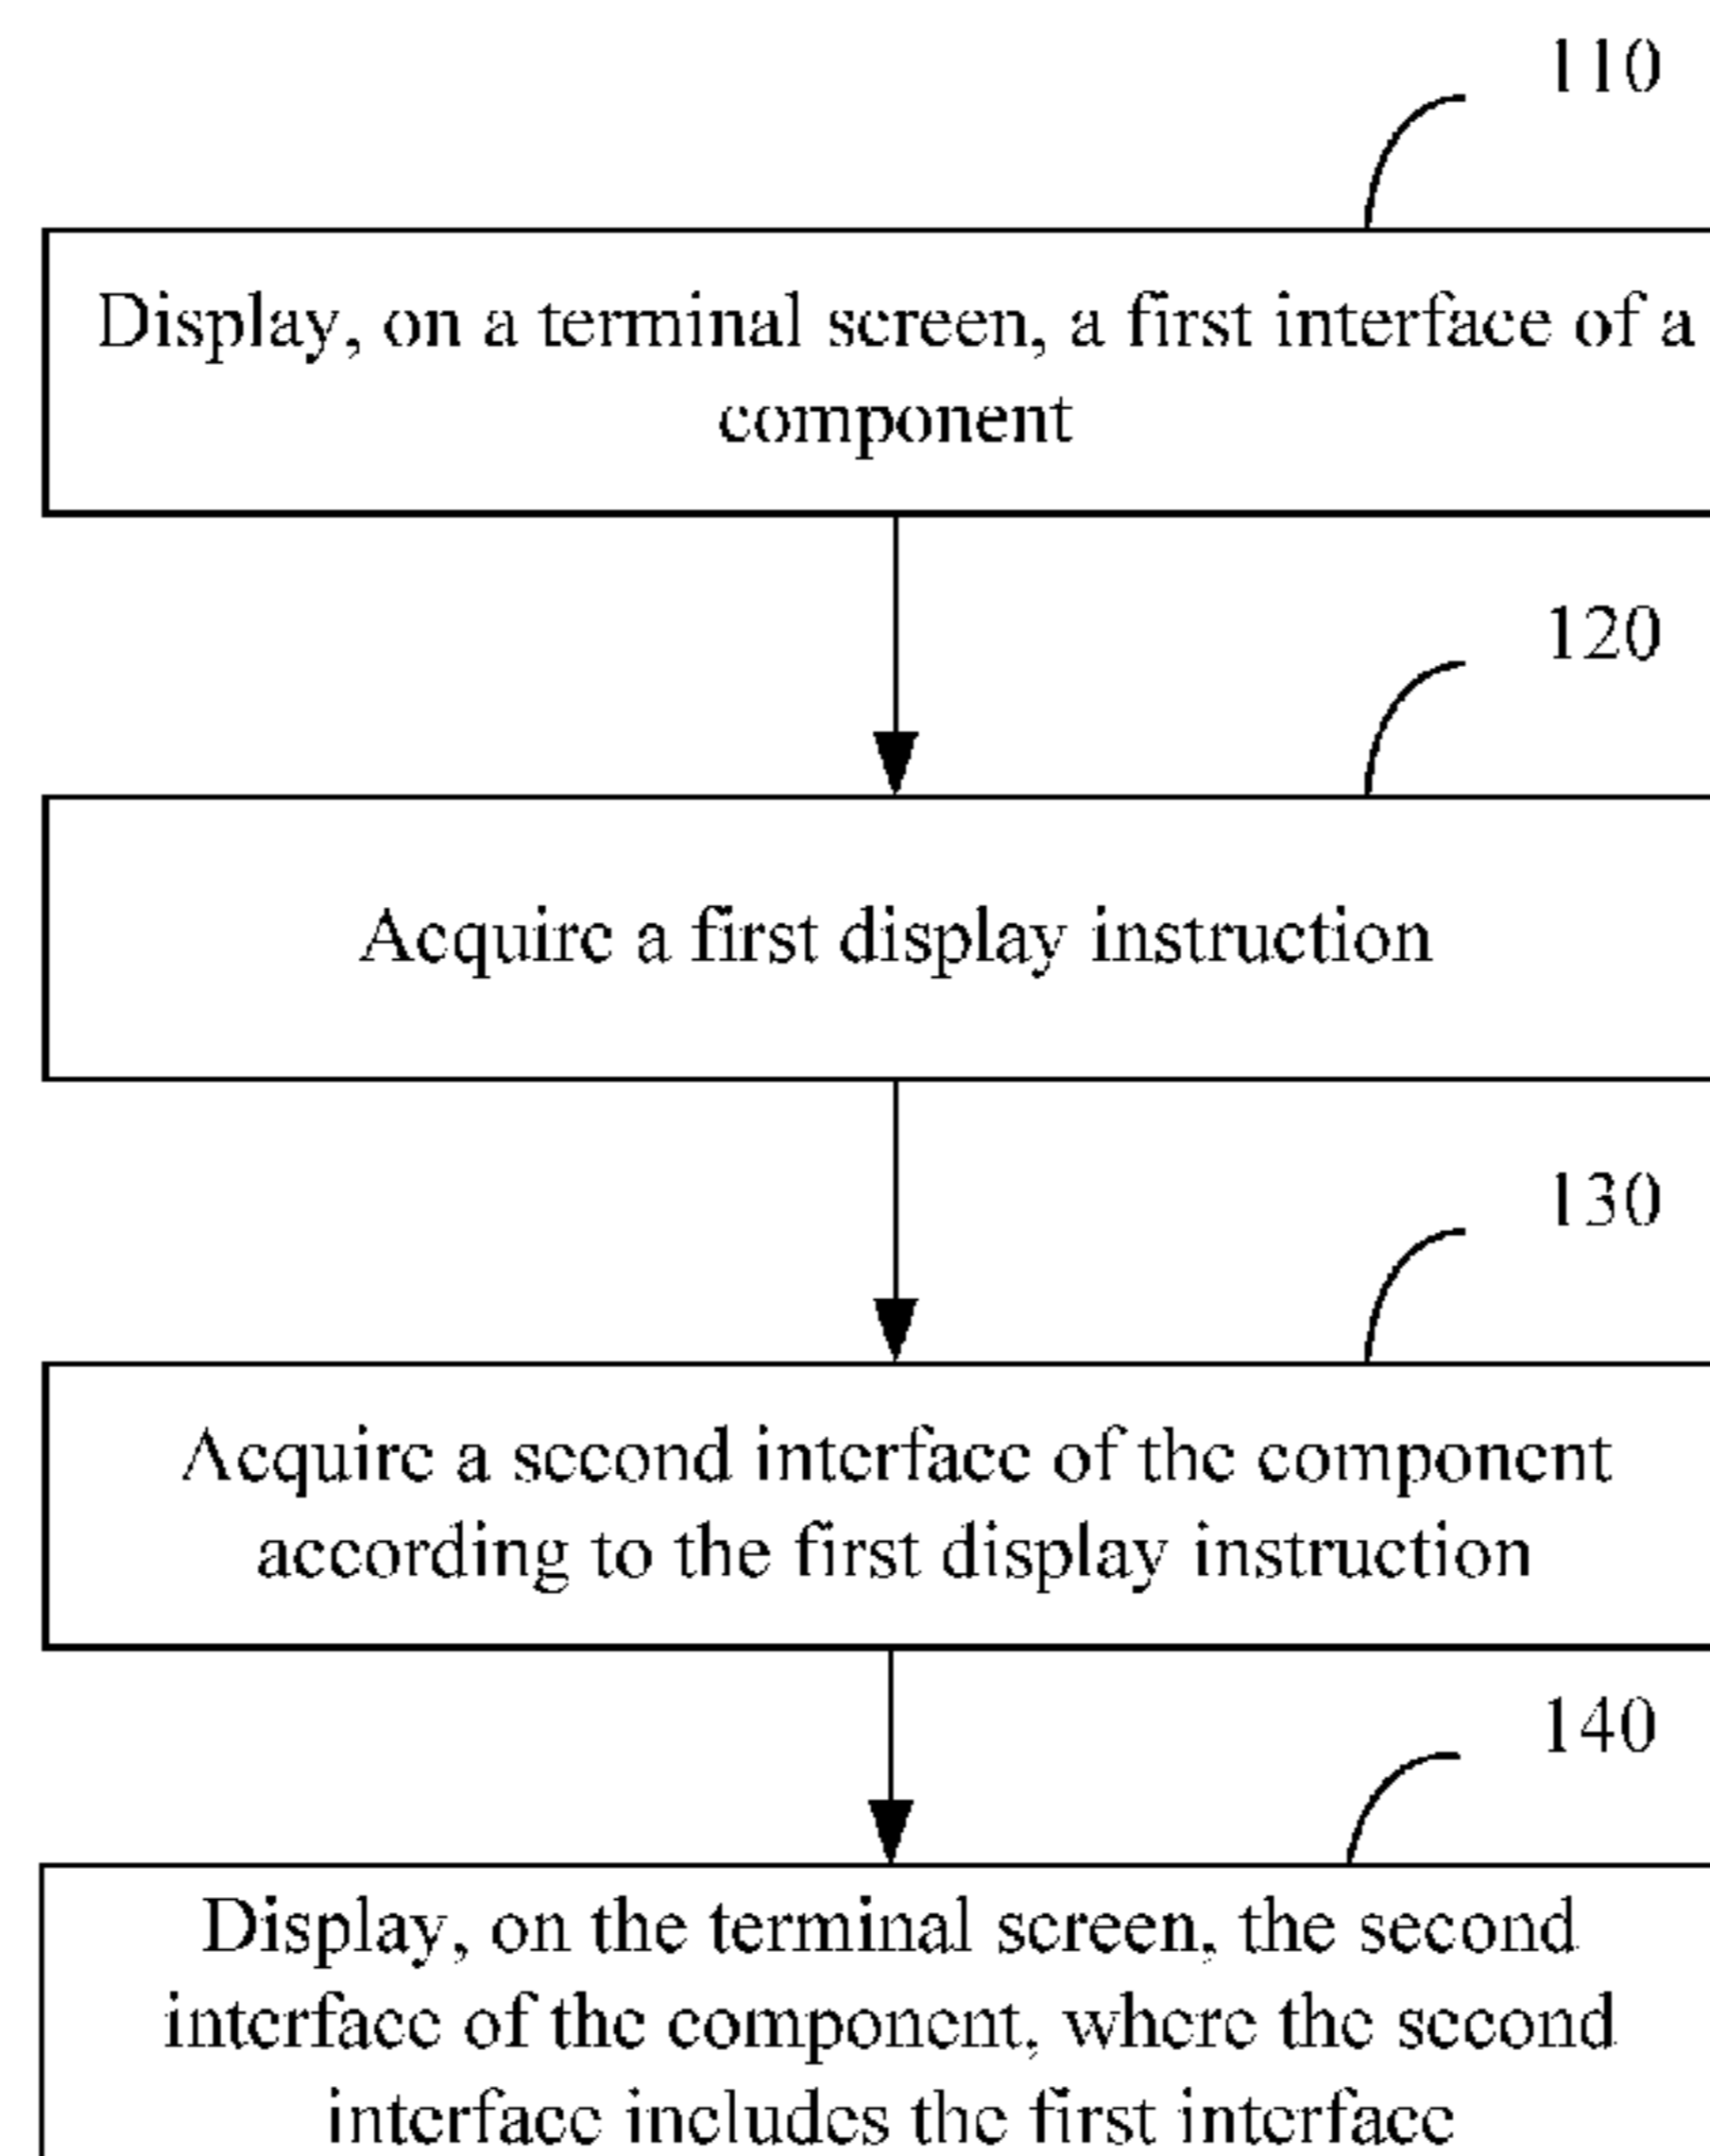 110
Display, on a terminal screen, a first interface of a
component
120
Acquire a first display instruction
130
Acquire a second interface of the component
according to the first display instruction
140
Display, on the terminal screen, the second
interface of the component, where the second
interface includes the first interface